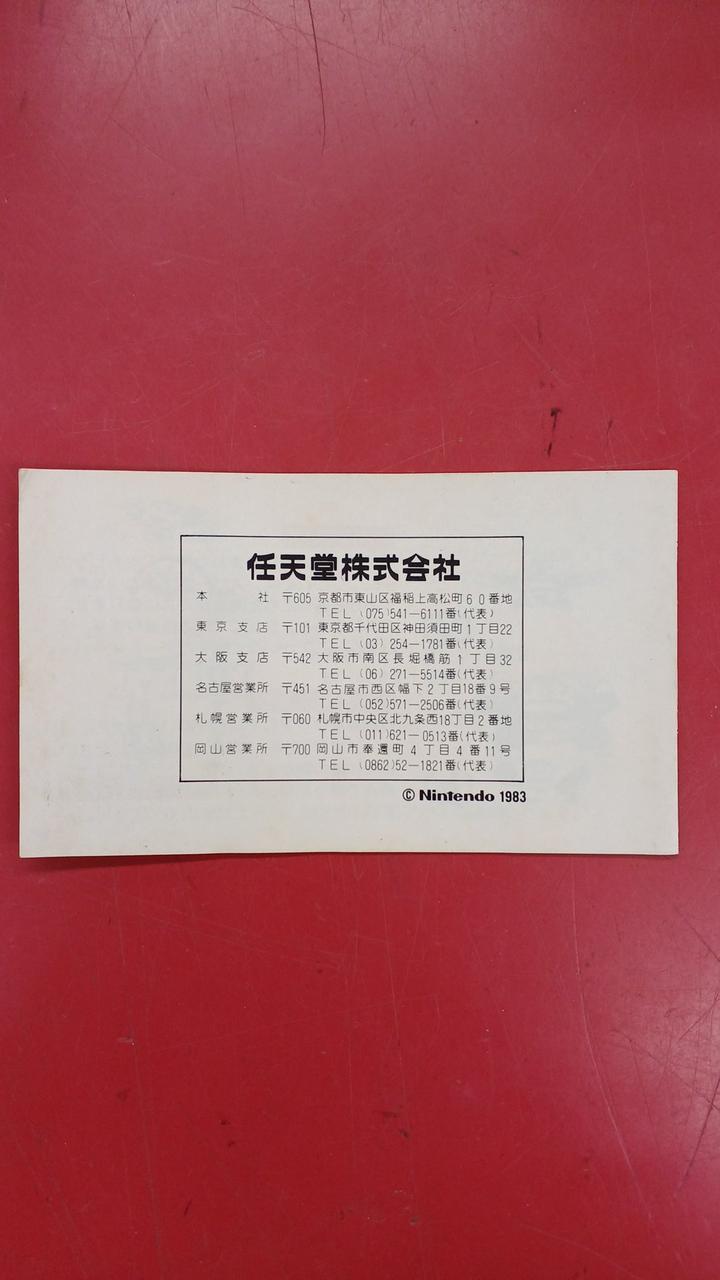 任天堂株式会社
本社 〒605 京都市東山区福稲上高松町60番地
TEL (075)541-6111番(代表)
東京支店 〒101 東京都千代田区神田須田町1丁目22
TEL (03)254-1781番(代表)
大阪支店 〒542 大阪市南区長堀橋筋1丁目32
TEL (06)271-5514番(代表)
名古屋営業所 〒451 名古屋市西区幅下2丁目18番9号
TEL (052)571-2506番(代表)
札幌営業所 〒060 札幌市中央区北九条西18丁目2番地
TEL (011)621-0513番(代表)
岡山営業所 〒700 岡山市奉還町4丁目4番11号
TEL (0862)52-1821番(代表)
© Nintendo 1983